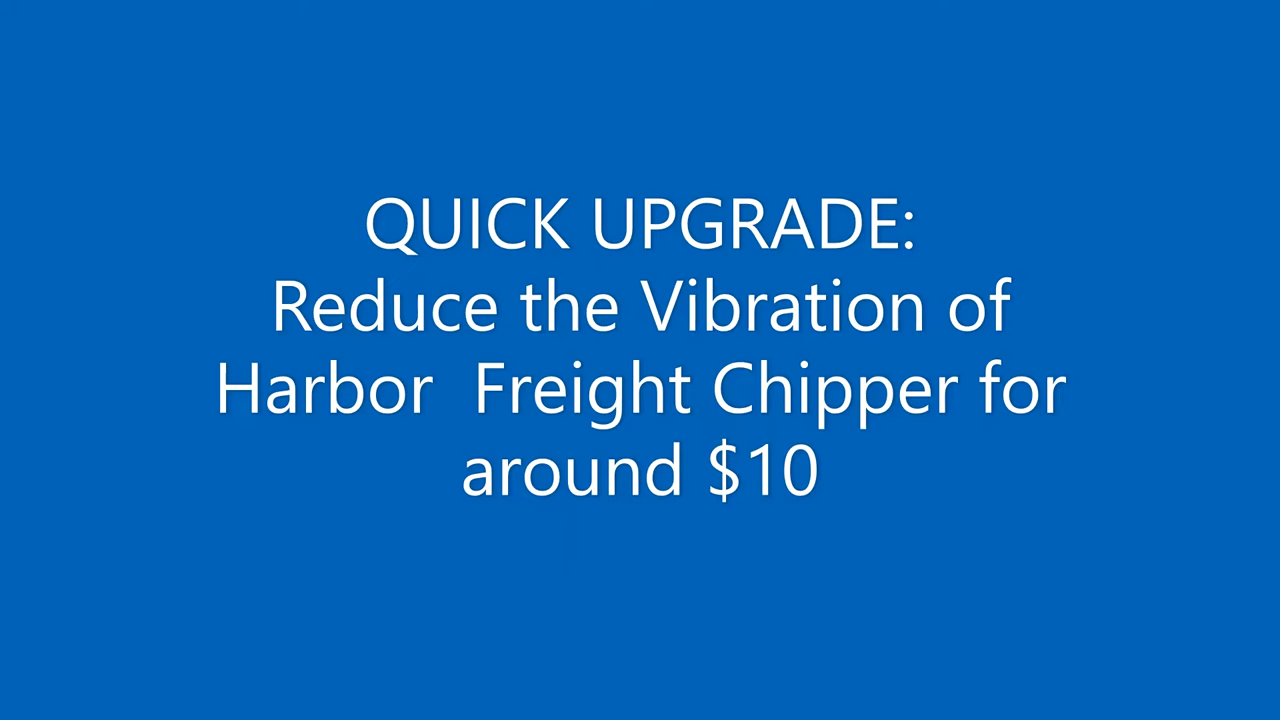 QUICK UPGRADE:
Reduce the Vibration of
Harbor  Freight Chipper for
around $10